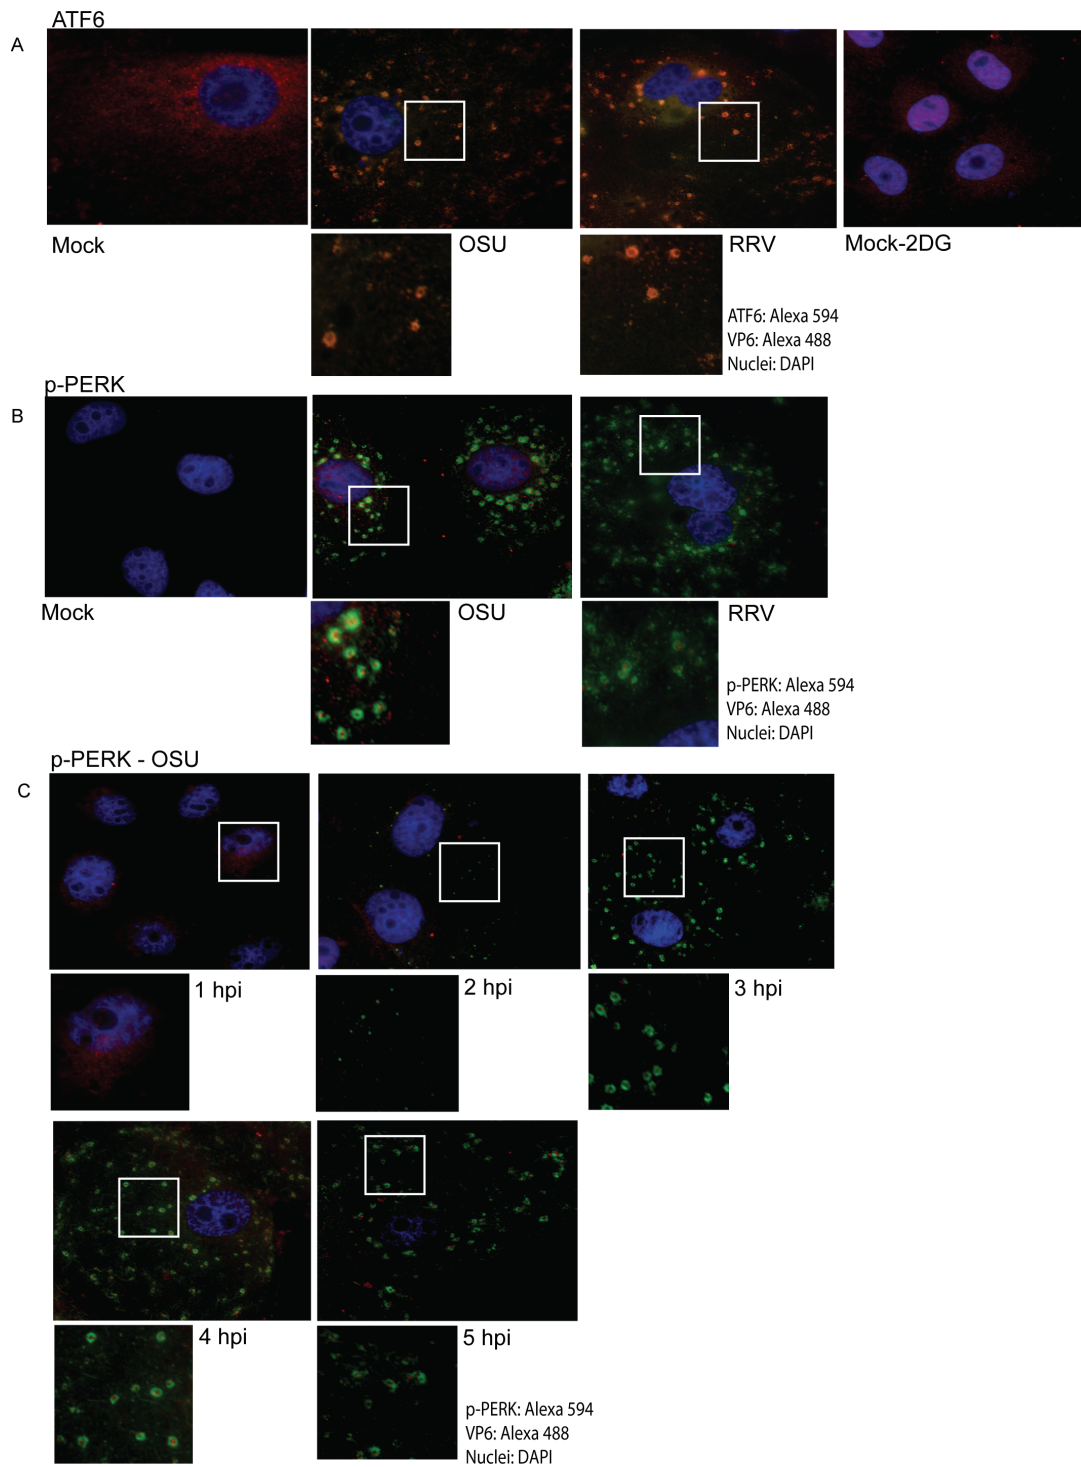 ATF6
A
Mock
OSU
RRV
Mock-2DG
ATF6: Alexa 594
VP6: Alexa 488
Nuclei: DAPI
p-PERK
B
Mock
OSU
RRV
p-PERK: Alexa 594
VP6: Alexa 488
Nuclei: DAPI
p-PERK - OSU
C
1 hpi
2 hpi
3 hpi
4 hpi
5 hpi
p-PERK: Alexa 594
VP6: Alexa 488
Nuclei: DAPI